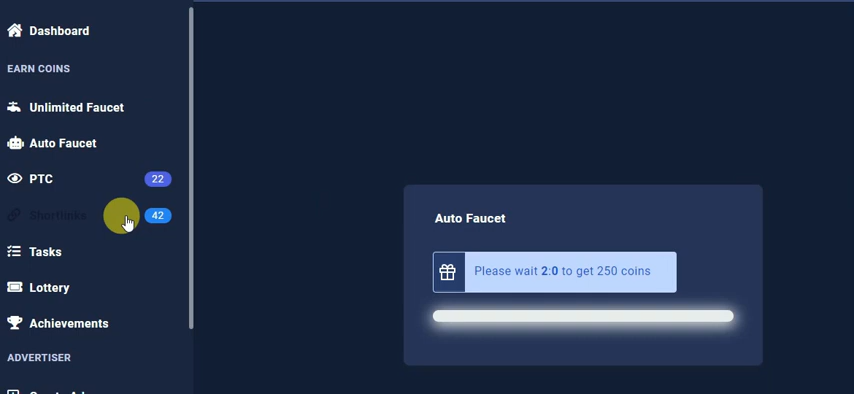 Dashboard
EARN COINS
Unlimited Faucet
Auto Faucet
PTC 22
Shortlinks 42
Tasks
Lottery
Achievements
ADVERTISER
Auto Faucet
Please wait 2:0 to get 250 coins